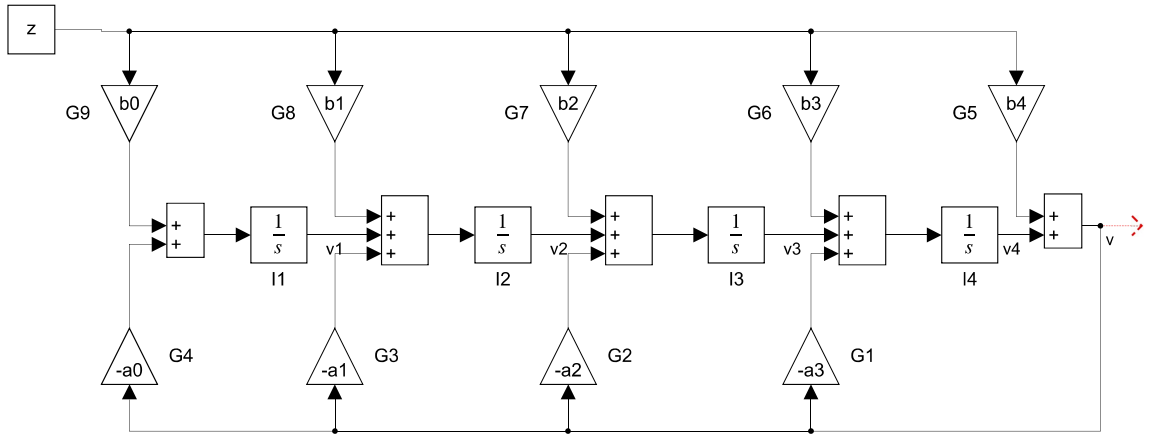 z
G9 b0 G8 b1 G7 b2 G6 b3 G5 b4
+ + + + +
+ 1/s v1 + 1/s v2 + 1/s v3 + 1/s v4 + v
+ + +
I1 I2 I3 I4
-a0 G4 -a1 G3 -a2 G2 -a3 G1